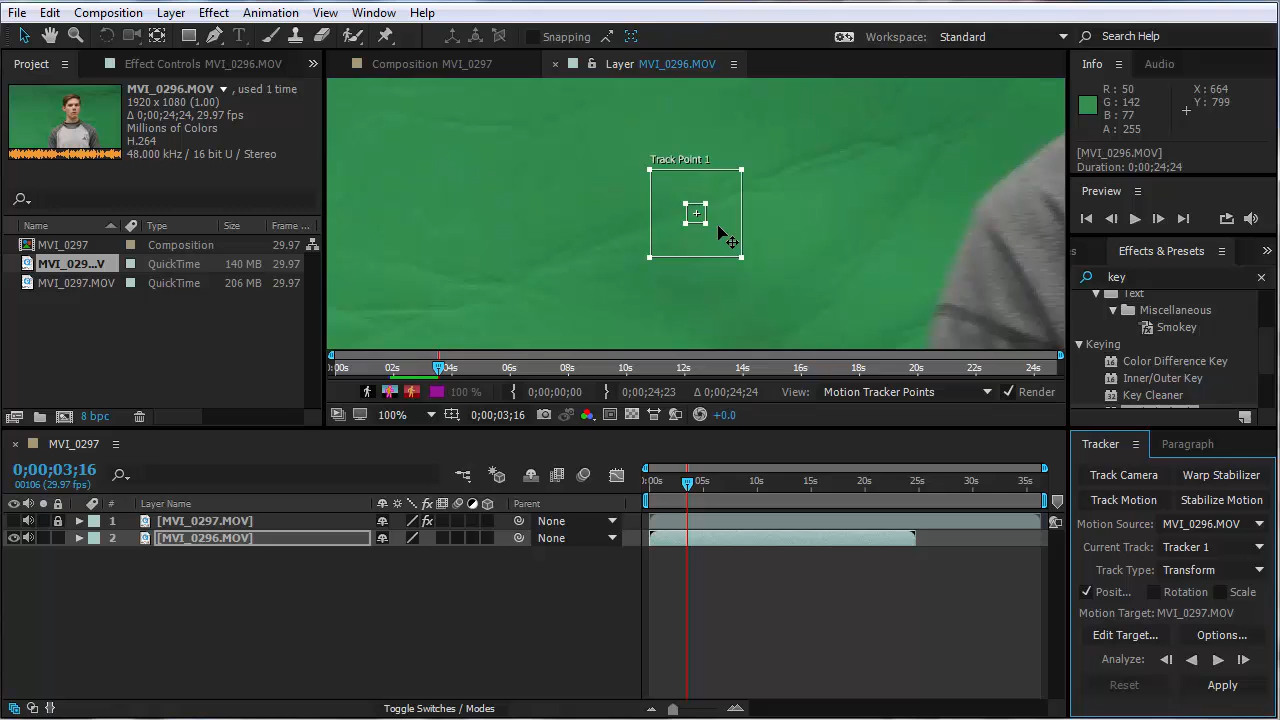 File Edit Composition Layer Effect Animation View Window Help
Snapping Workspace: Standard Search Help
Project Effect Controls MVI_0296.MOV
Composition MVI_0297
Layer MVI_0296.MOV
Info Audio
MVI_0296.MOV , used 1 time
1920 x 1080 (1.00)
Δ 0;00;24;24, 29.97 fps
Millions of Colors
H.264
48.000 kHz / 16 bit U / Stereo
Name Type Size Frame ...
MVI_0297 Composition 29.97
MVI_029...V QuickTime 140 MB 29.97
MVI_0297.MOV QuickTime 206 MB 29.97
8 bpc
Track Point 1
:00s 02s 04s 06s 08s 10s 12s 14s 16s 18s 20s 22s 24s
100 % 0;00;00;00 0;00;24;23 Δ 0;00;24;24 View: Motion Tracker Points Render
100% 0;00;03;16 +0.0
R : 50 X : 664
G : 142 Y : 799
B : 77
A : 255
[MVI_0296.MOV]
Duration: 0;00;24;24
Preview
Effects & Presets
key
Text
Miscellaneous
Smokey
Keying
Color Difference Key
Inner/Outer Key
Key Cleaner
MVI_0297
0;00;03;16
00106 (29.97 fps)
# Layer Name Parent
1 [MVI_0297.MOV] None
2 [MVI_0296.MOV] None
:00s 05s 10s 15s 20s 25s 30s 35s
Toggle Switches / Modes
Tracker Paragraph
Track Camera Warp Stabilizer
Track Motion Stabilize Motion
Motion Source: MVI_0296.MOV
Current Track: Tracker 1
Track Type: Transform
Posit... Rotation Scale
Motion Target: MVI_0297.MOV
Edit Target... Options...
Analyze:
Reset Apply